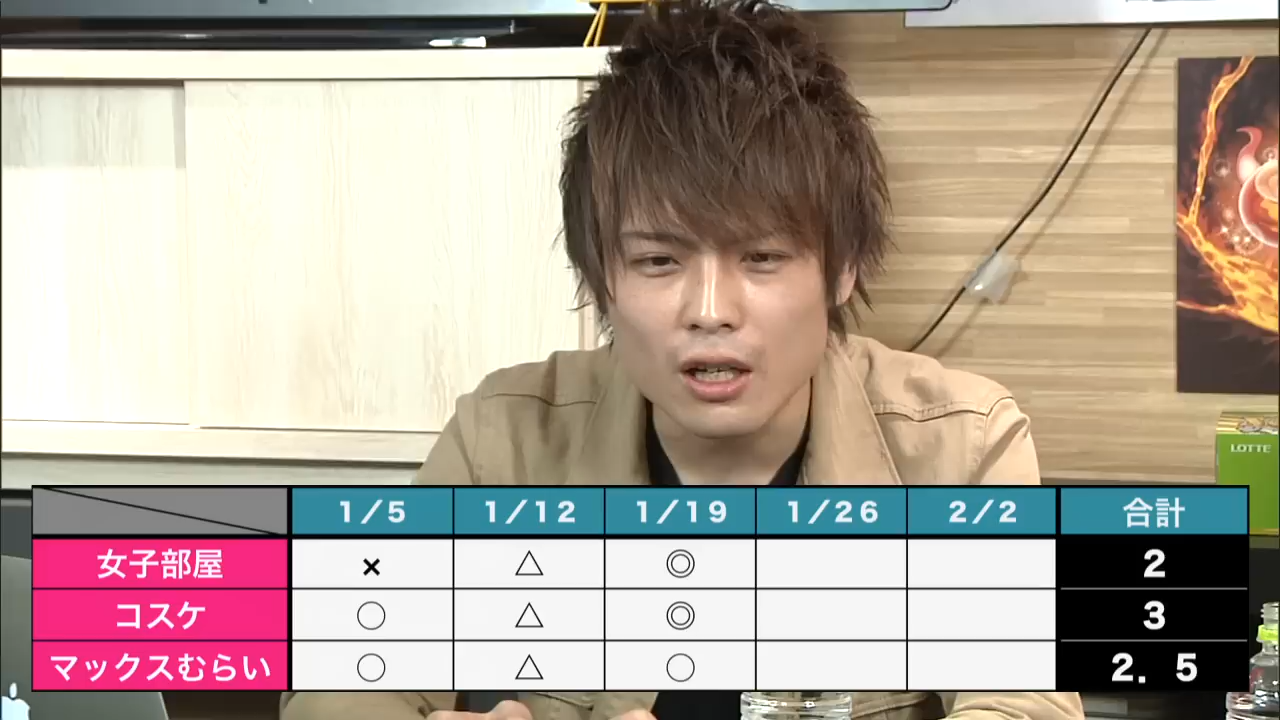 LOTTE
1/5 1/12 1/19 1/26 2/2 合計
女子部屋 × △ ◎ 2
コスケ ○ △ ◎ 3
マックスむらい ○ △ ○ 2.5